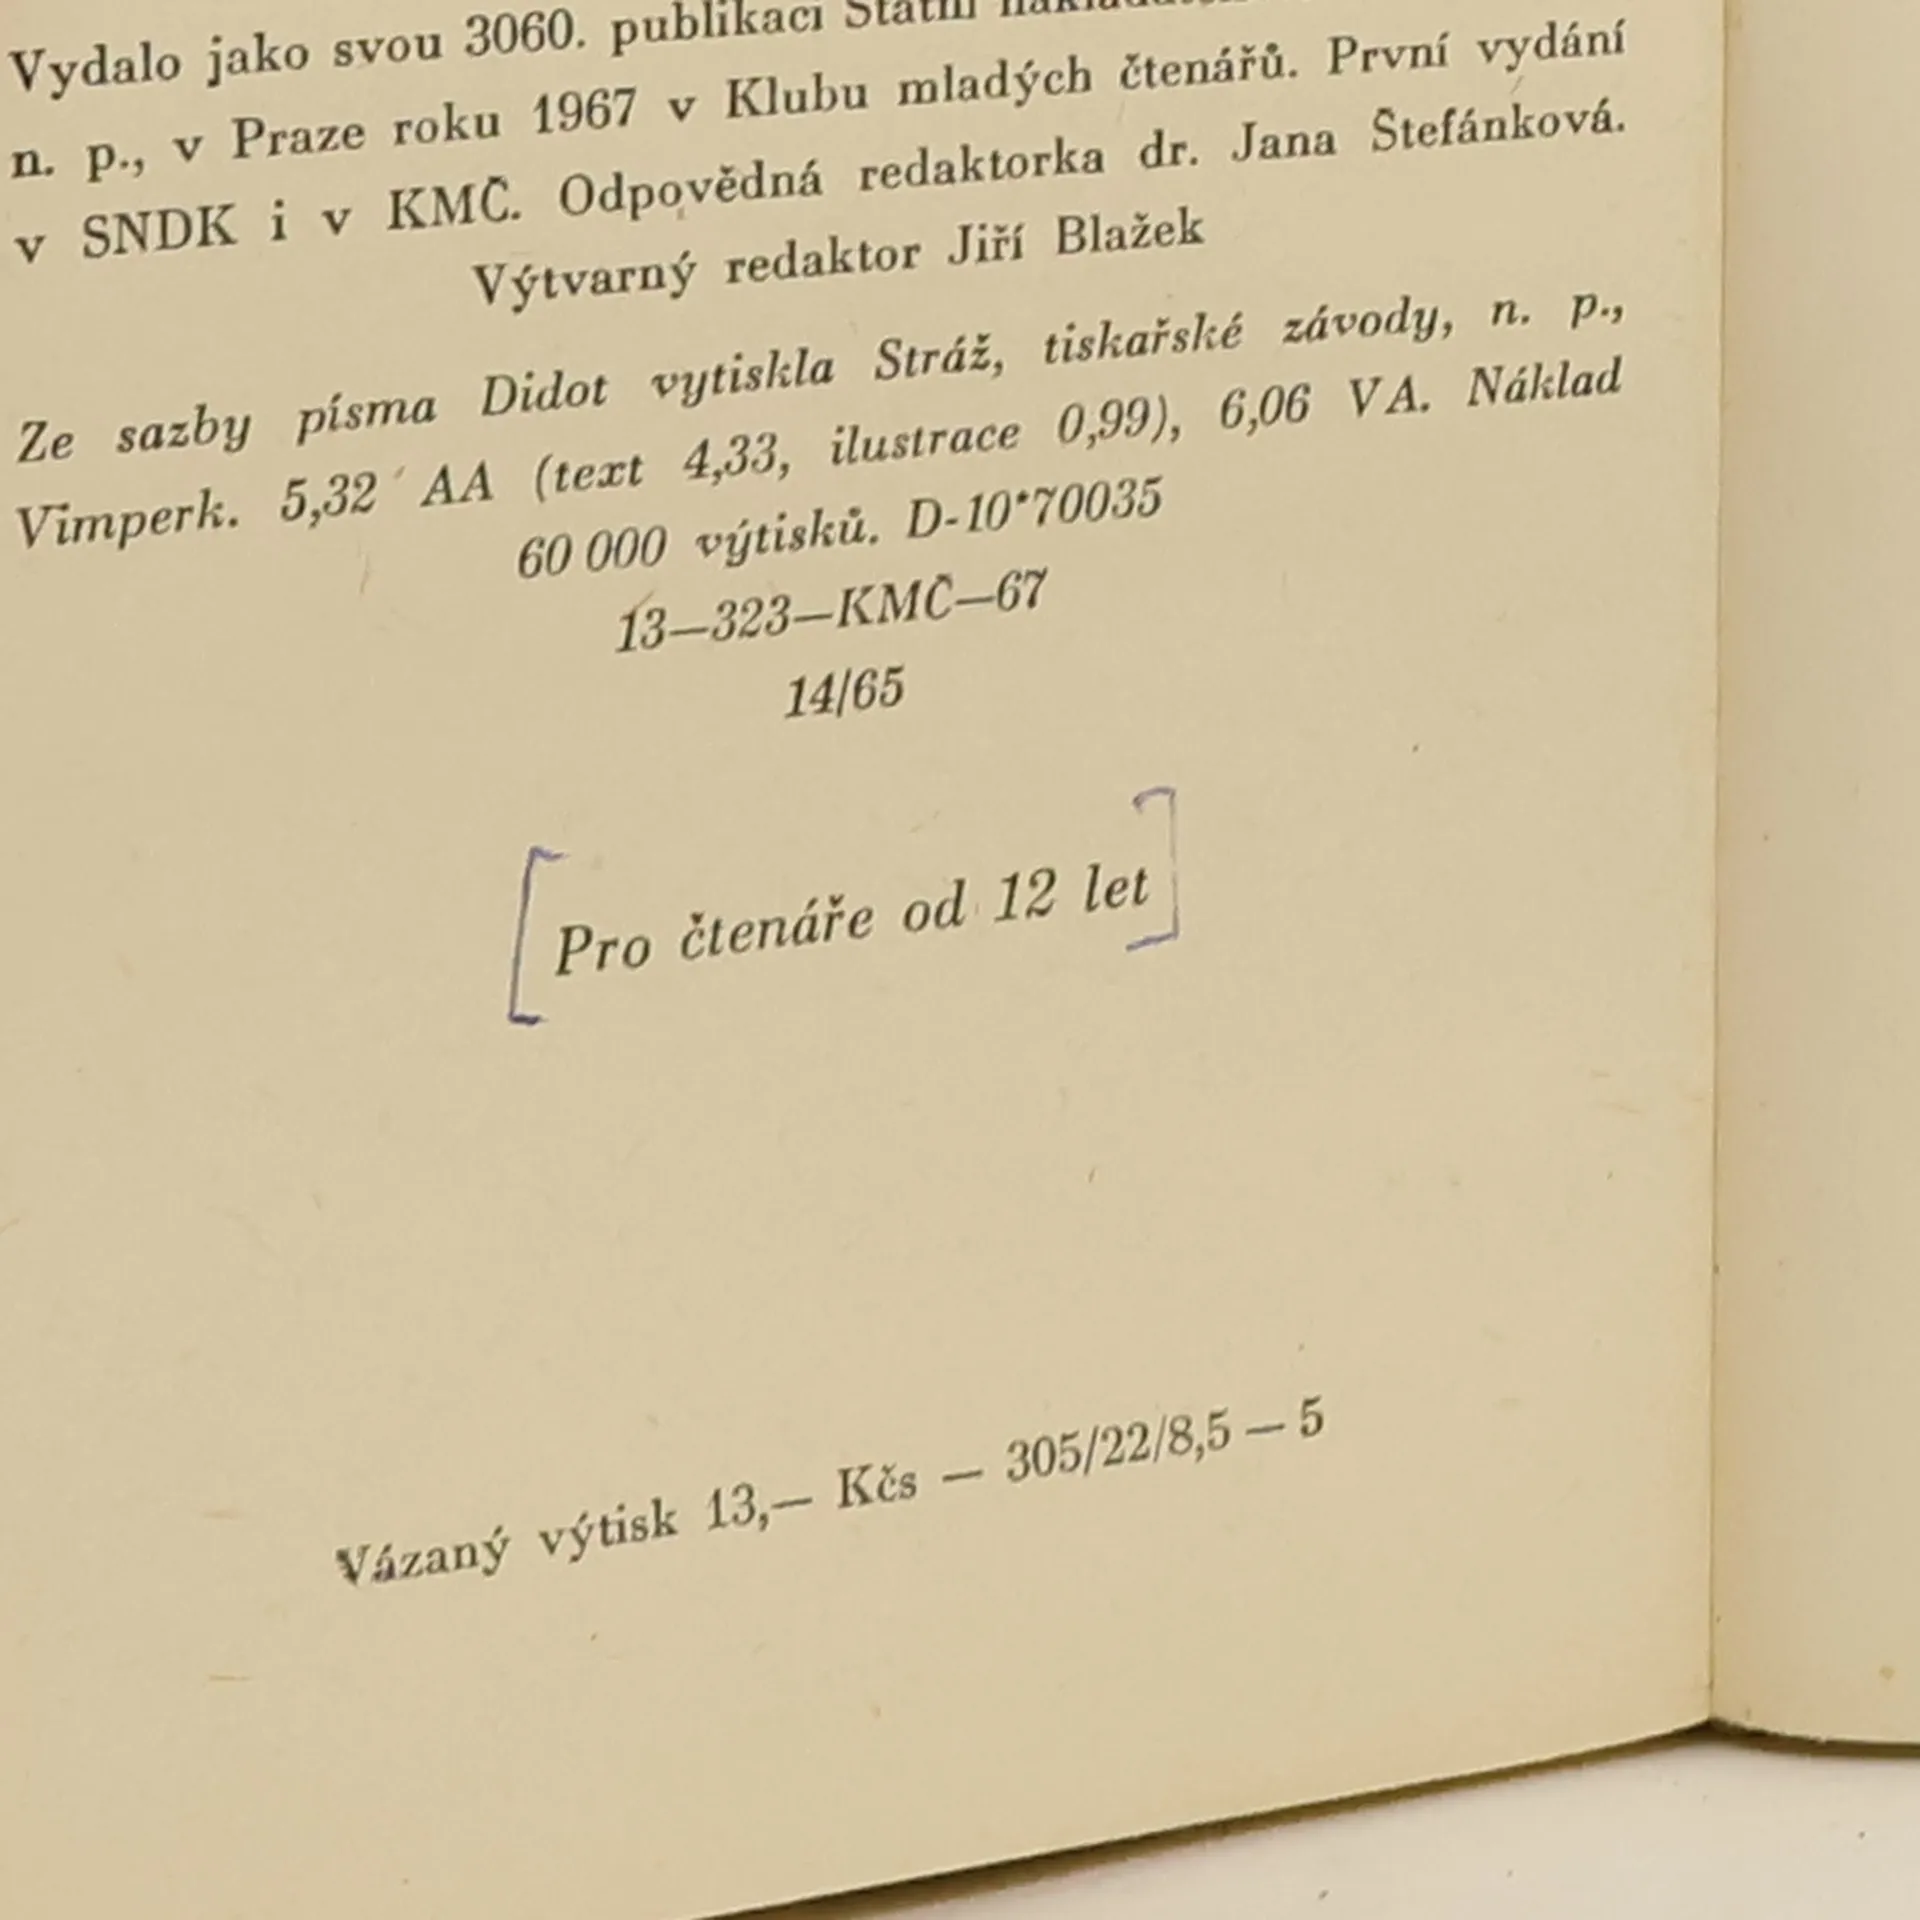 Vydalo jako svou 3060. publikaci Státní
n. p., v Praze roku 1967 v Klubu mladých čtenářů. První vydání
v SNDK i v KMČ. Odpovědná redaktorka dr. Jana Štefánková.
Výtvarný redaktor Jiří Blažek
Ze sazby písma Didot vytiskla Stráž, tiskařské závody, n. p.,
Vimperk. 5,32 AA (text 4,33, ilustrace 0,99), 6,06 VA. Náklad
60 000 výtisků. D-10*70035
13—323—KMČ—67
14/65
[Pro čtenáře od 12 let]
Vázaný výtisk 13,— Kčs — 305/22/8,5 — 5